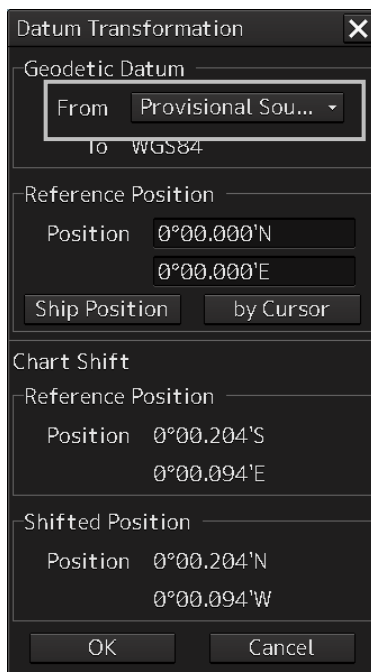 Datum Transformation
Geodetic Datum
From Provisional Sou...
To WGS84
Reference Position
Position 0°00.000'N
0°00.000'E
Ship Position by Cursor
Chart Shift
Reference Position
Position 0°00.204'S
0°00.094'E
Shifted Position
Position 0°00.204'N
0°00.094'W
OK Cancel